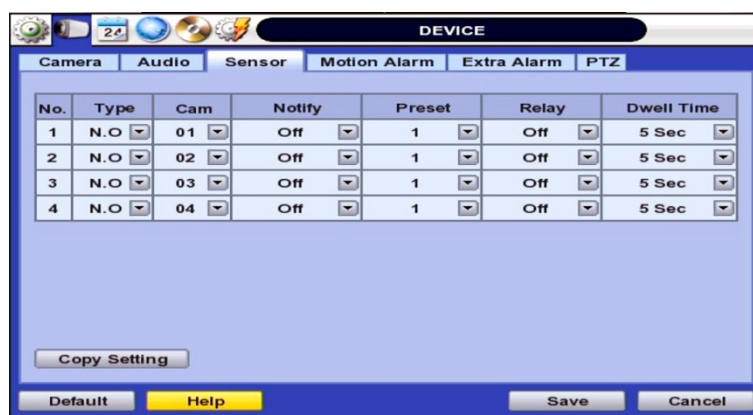 24
DEVICE
Camera Audio Sensor Motion Alarm Extra Alarm PTZ
No. Type Cam Notify Preset Relay Dwell Time
1 N.O 01 Off 1 Off 5 Sec
2 N.O 02 Off 1 Off 5 Sec
3 N.O 03 Off 1 Off 5 Sec
4 N.O 04 Off 1 Off 5 Sec
Copy Setting
Default Help Save Cancel